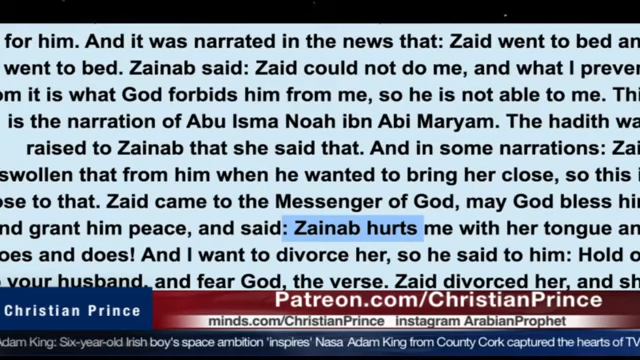 for him. And it was narrated in the news that: Zaid went to bed an
went to bed. Zainab said: Zaid could not do me, and what I preven
om it is what God forbids him from me, so he is not able to me. Thi
is the narration of Abu Isma Noah ibn Abi Maryam. The hadith wa
raised to Zainab that she said that. And in some narrations: Zai
swollen that from him when he wanted to bring her close, so this i
ose to that. Zaid came to the Messenger of God, may God bless hi
nd grant him peace, and said: Zainab hurts me with her tongue an
oes and does! And I want to divorce her, so he said to him: Hold o
o your husband, and fear God, the verse. Zaid divorced her, and sh
Christian Prince
Patreon.com/ChristianPrince
minds.com/ChristianPrince instagram ArabianProphet
Adam King: Six-year-old Irish boy's space ambition 'inspires' Nasa Adam King from County Cork captured the hearts of TV